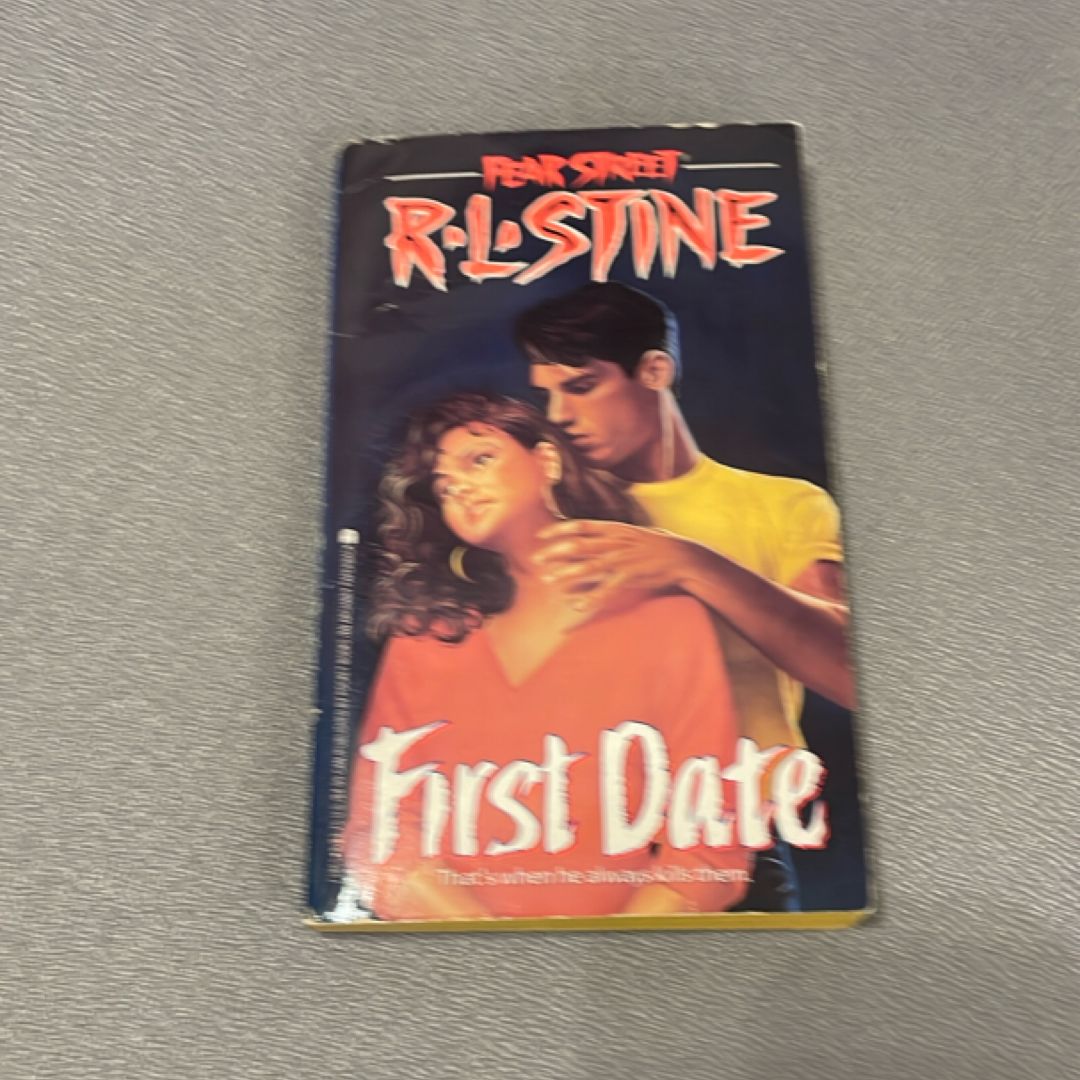 FEAR STREET
R·L·STINE
First Date
That's when he always kills them.